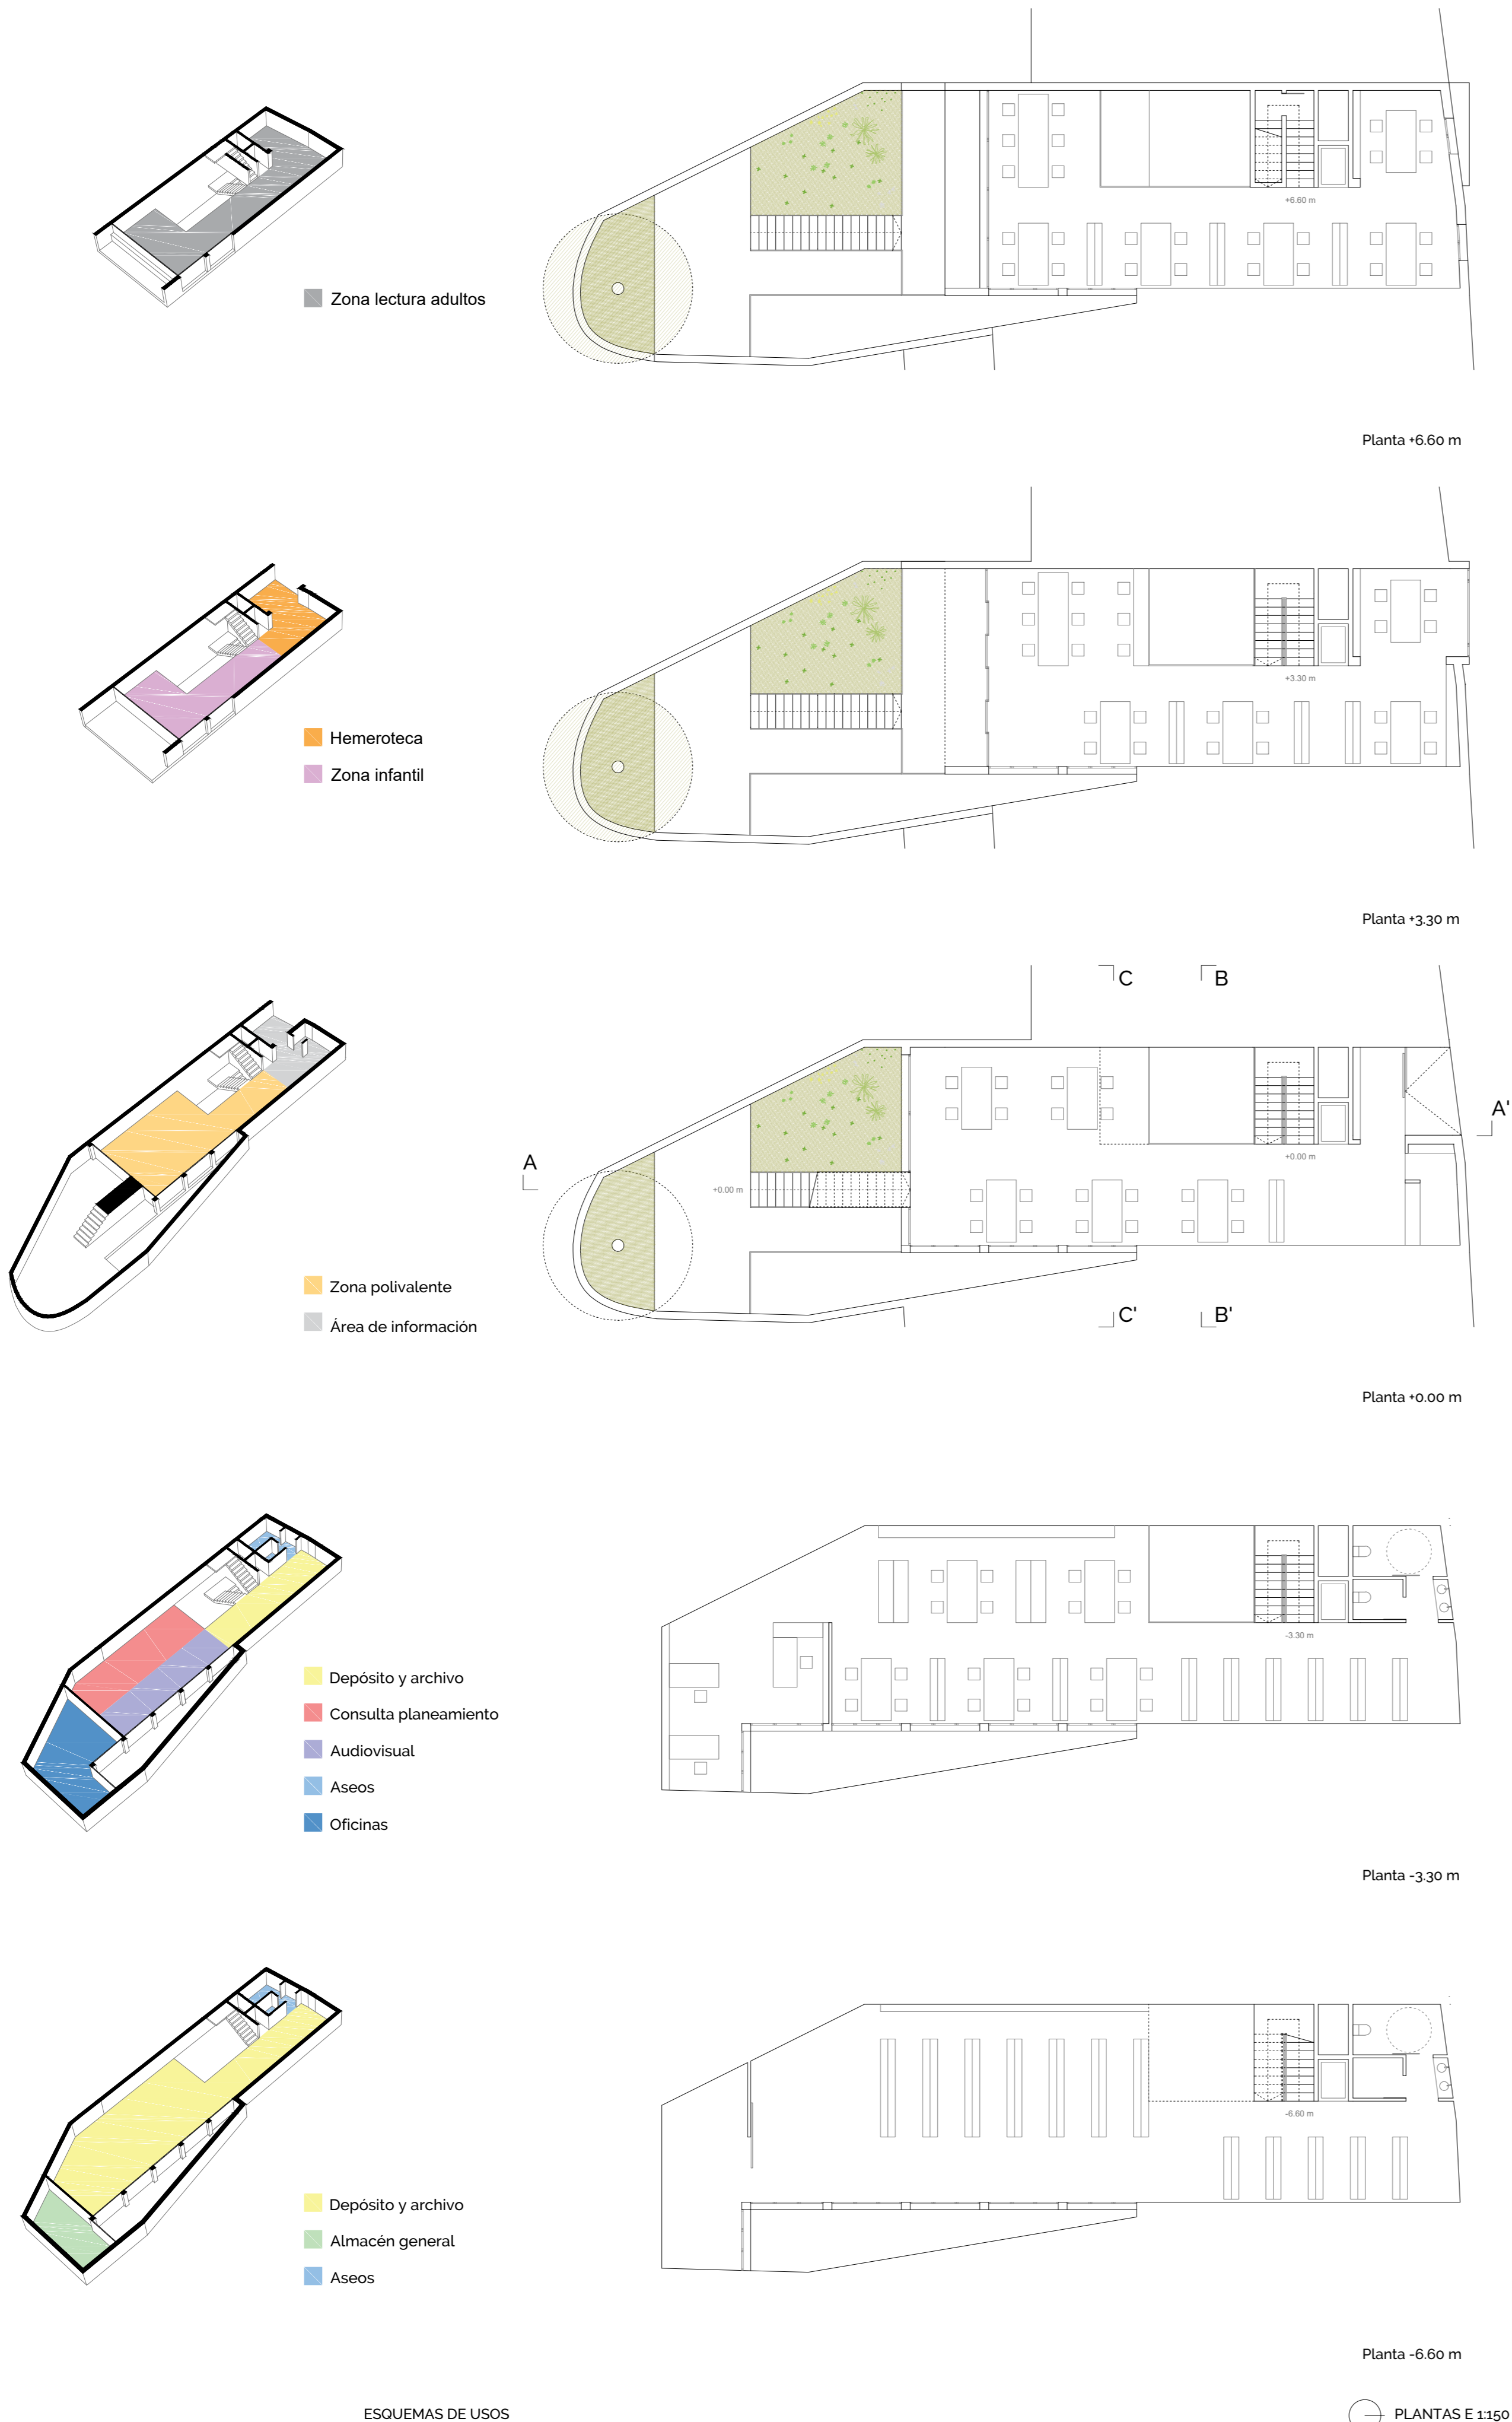 Zona lectura adultos
+6.60 m
Planta +6.60 m
Hemeroteca
Zona infantil
+3.30 m
Planta +3.30 m
C
B
A'
A
+0.00 m
+0.00 m
Zona polivalente
Área de información
C'
B'
Planta +0.00 m
-3.30 m
Depósito y archivo
Consulta planeamiento
Audiovisual
Aseos
Oficinas
Planta -3.30 m
-6.60 m
Depósito y archivo
Almacén general
Aseos
Planta -6.60 m
ESQUEMAS DE USOS
PLANTAS E 1:150